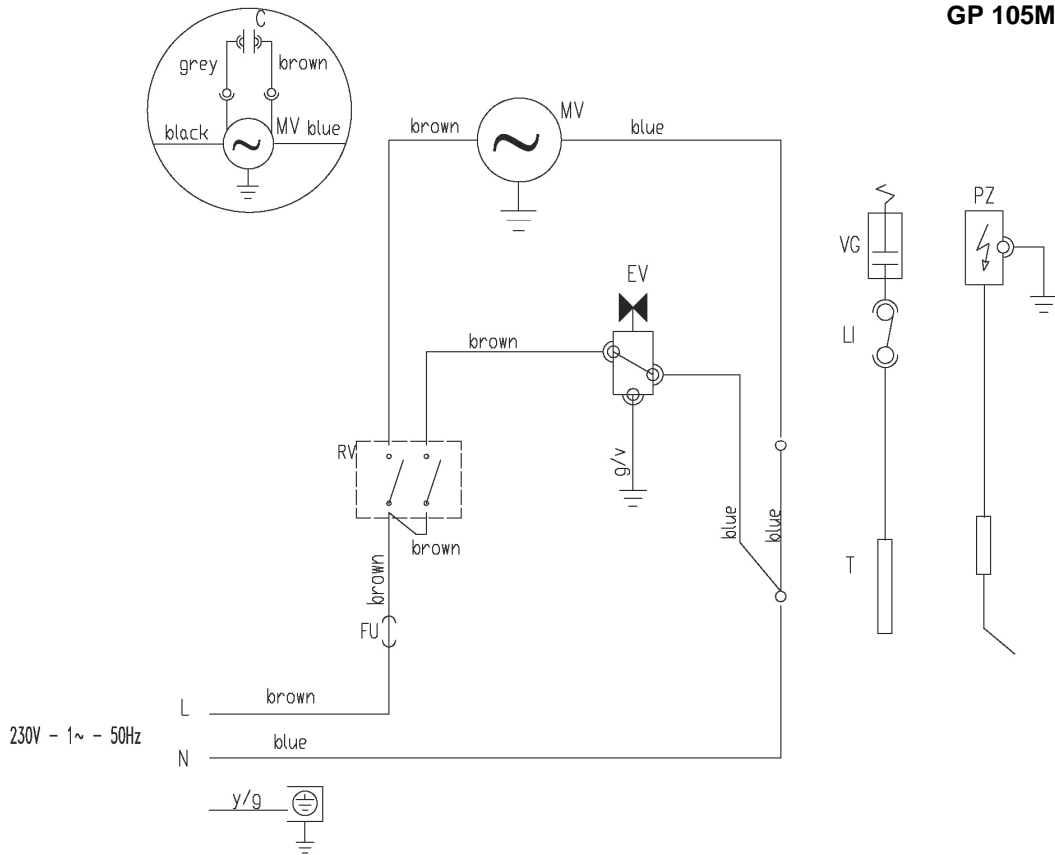 GP 105M
C
grey
brown
black
MV
blue
brown
MV
blue
VG
PZ
EV
brown
LI
RV
g/v
blue
blue
brown
brown
T
FU
L
brown
230V - 1~ - 50Hz
N
blue
y/g